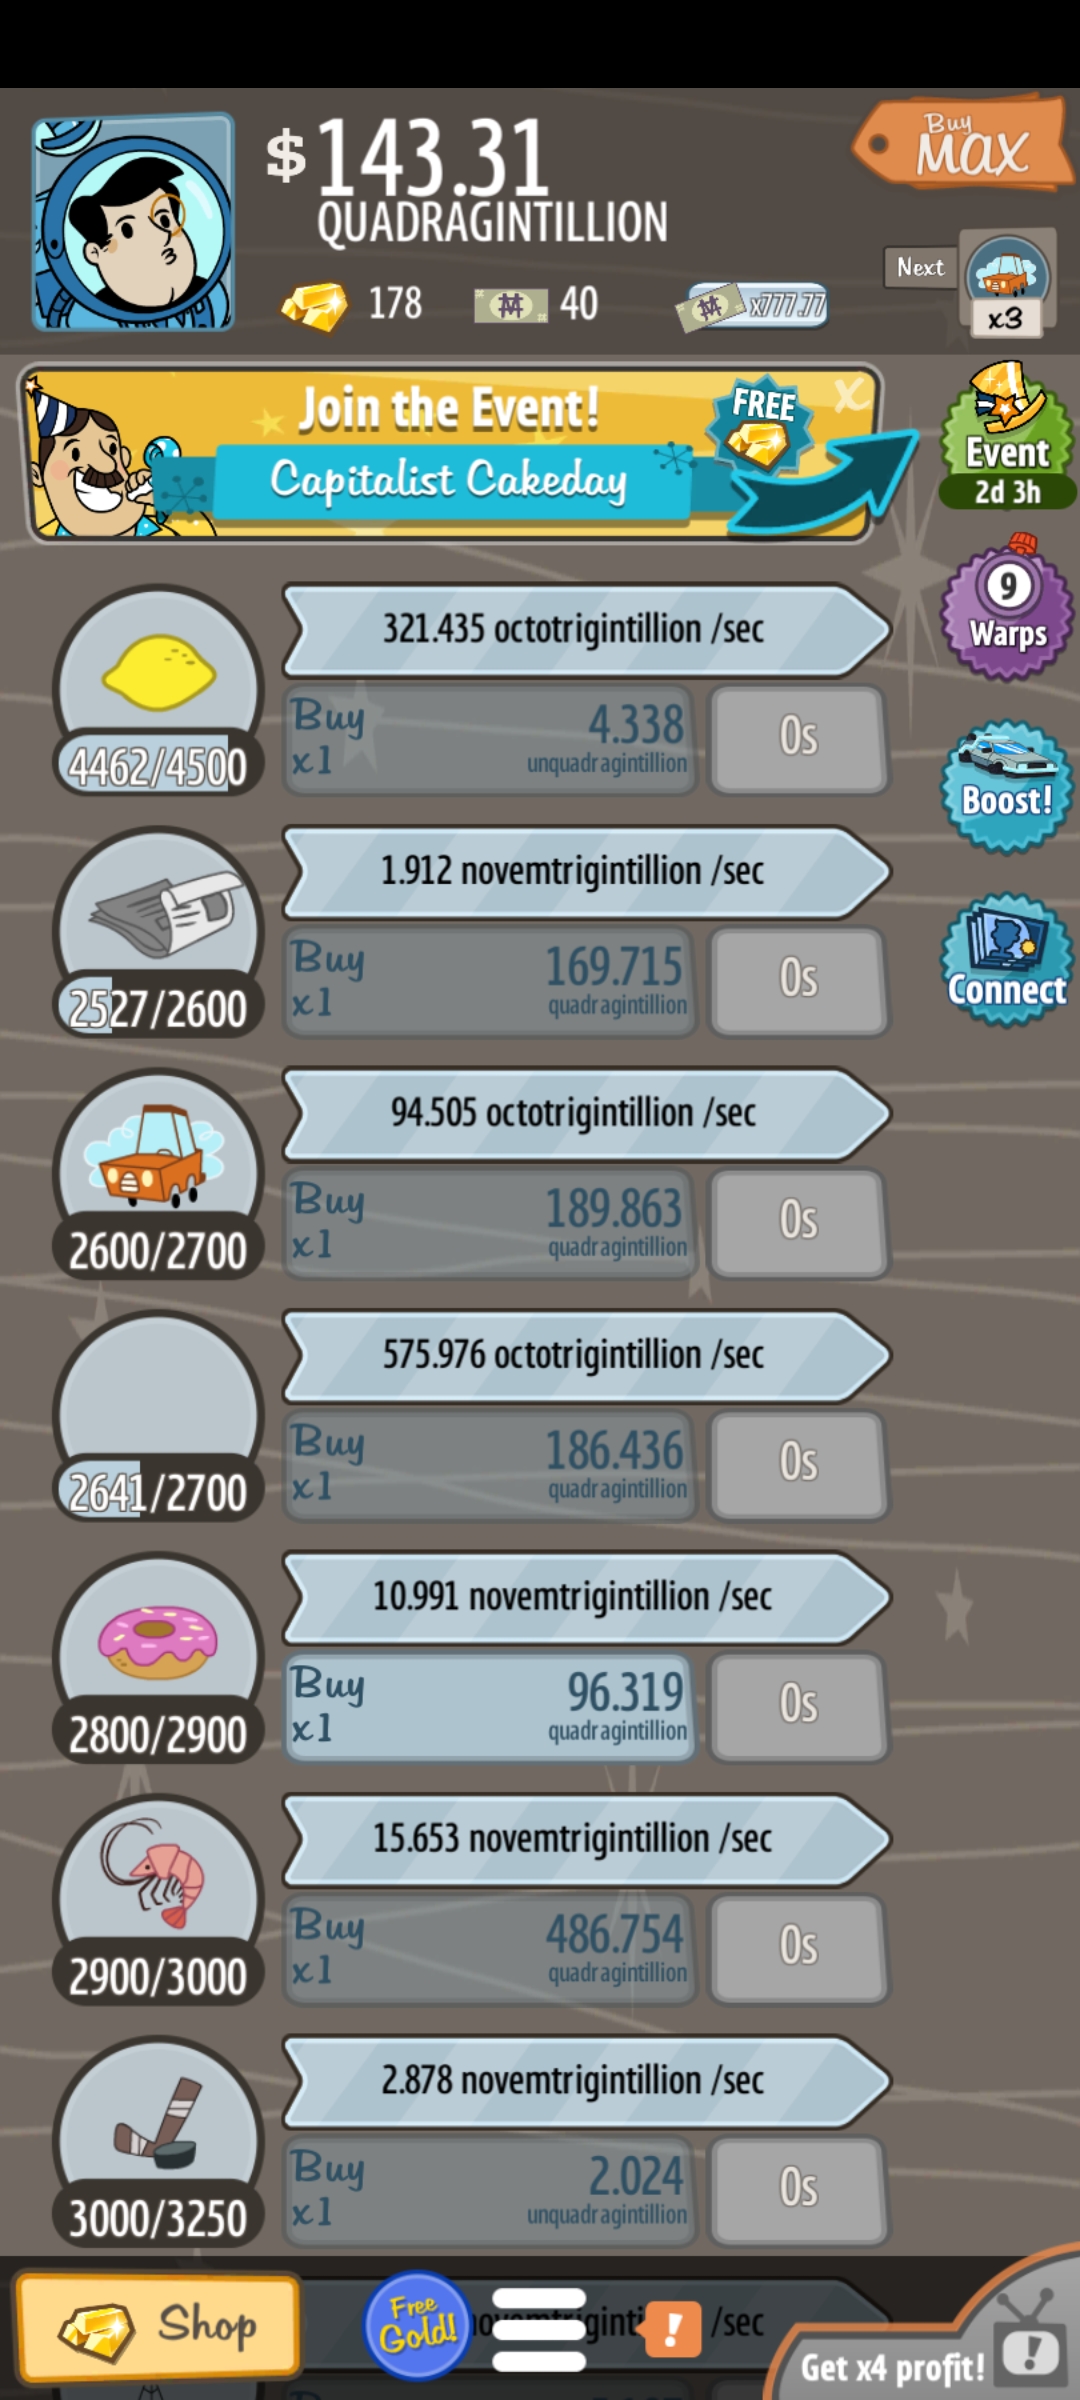 $143.31
QUADRAGINTILLION
Buy
MAX
178
40
x777.77
Next
x3
Join the Event!
FREE
Capitalist Cakeday
X
Event
2d 3h
9
Warps
Boost!
Connect
321.435 octotrigintillion /sec
Buy
x1
4.338
unquadragintillion
0s
4462/4500
1.912 novemtrigintillion /sec
Buy
x1
169.715
quadragintillion
0s
2527/2600
94.505 octotrigintillion /sec
Buy
x1
189.863
quadragintillion
0s
2600/2700
575.976 octotrigintillion /sec
Buy
x1
186.436
quadragintillion
0s
2641/2700
10.991 novemtrigintillion /sec
Buy
x1
96.319
quadragintillion
0s
2800/2900
15.653 novemtrigintillion /sec
Buy
x1
486.754
quadragintillion
0s
2900/3000
2.878 novemtrigintillion /sec
Buy
x1
2.024
unquadragintillion
0s
3000/3250
Shop
Free
Gold!
!
/sec
Get x4 profit!
!